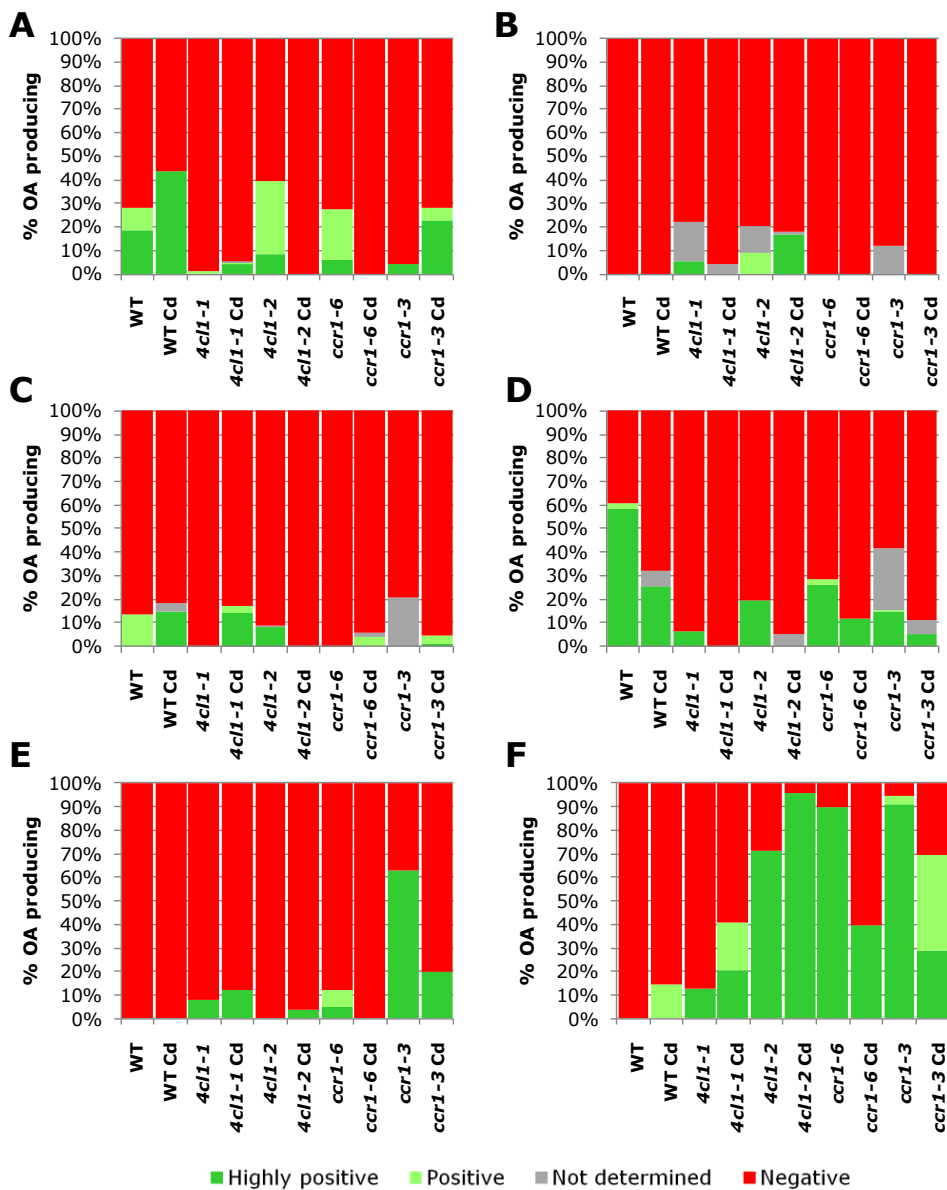 A
B
100%
90%
80%
70%
60%
50%
40%
30%
20%
10%
0%
% OA producing
WT
WT Cd
4cl1-1
4cl1-1 Cd
4cl1-2
4cl1-2 Cd
ccr1-6
ccr1-6 Cd
ccr1-3
ccr1-3 Cd
100%
90%
80%
70%
60%
50%
40%
30%
20%
10%
0%
% OA producing
WT
WT Cd
4cl1-1
4cl1-1 Cd
4cl1-2
4cl1-2 Cd
ccr1-6
ccr1-6 Cd
ccr1-3
ccr1-3 Cd
C
D
100%
90%
80%
70%
60%
50%
40%
30%
20%
10%
0%
% OA producing
WT
WT Cd
4cl1-1
4cl1-1 Cd
4cl1-2
4cl1-2 Cd
ccr1-6
ccr1-6 Cd
ccr1-3
ccr1-3 Cd
100%
90%
80%
70%
60%
50%
40%
30%
20%
10%
0%
% OA producing
WT
WT Cd
4cl1-1
4cl1-1 Cd
4cl1-2
4cl1-2 Cd
ccr1-6
ccr1-6 Cd
ccr1-3
ccr1-3 Cd
E
F
100%
90%
80%
70%
60%
50%
40%
30%
20%
10%
0%
% OA producing
WT
WT Cd
4cl1-1
4cl1-1 Cd
4cl1-2
4cl1-2 Cd
ccr1-6
ccr1-6 Cd
ccr1-3
ccr1-3 Cd
100%
90%
80%
70%
60%
50%
40%
30%
20%
10%
0%
% OA producing
WT
WT Cd
4cl1-1
4cl1-1 Cd
4cl1-2
4cl1-2 Cd
ccr1-6
ccr1-6 Cd
ccr1-3
ccr1-3 Cd
Highly positive Positive Not determined Negative